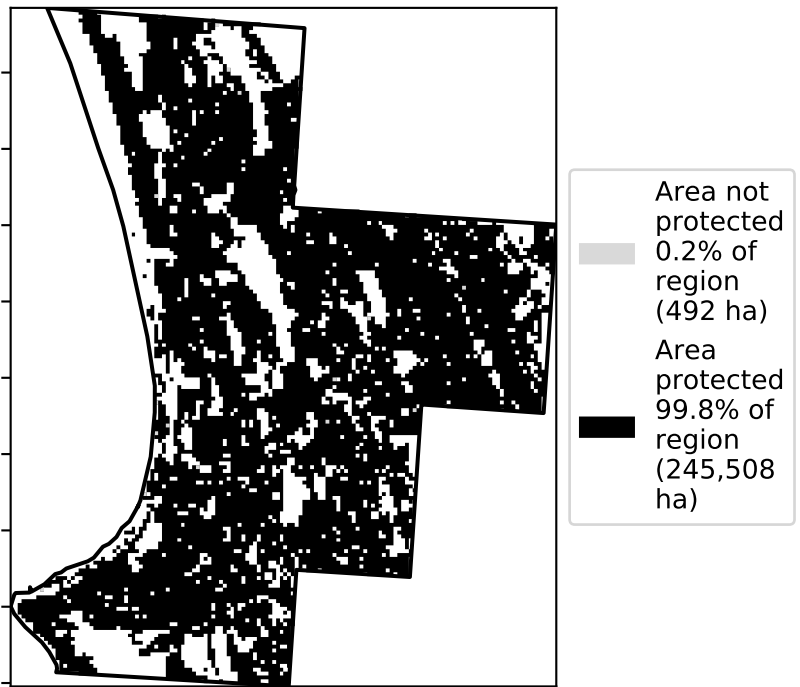 Area not
protected
0.2% of
region
(492 ha)
Area
protected
99.8% of
region
(245,508
ha)